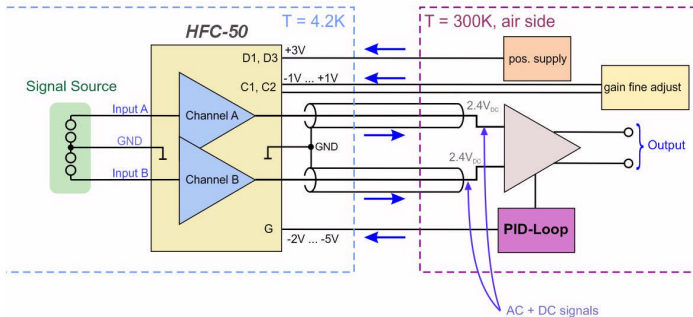 T = 4.2K
T = 300K, air side
HFC-50
D1, D3
+3V
pos. supply
-1V ... +1V
C1, C2
gain fine adjust
Signal Source
Input A
Channel A
2.4VDC
GND
GND
Output
Input B
Channel B
2.4VDC
G
-2V ... -5V
PID-Loop
AC + DC signals